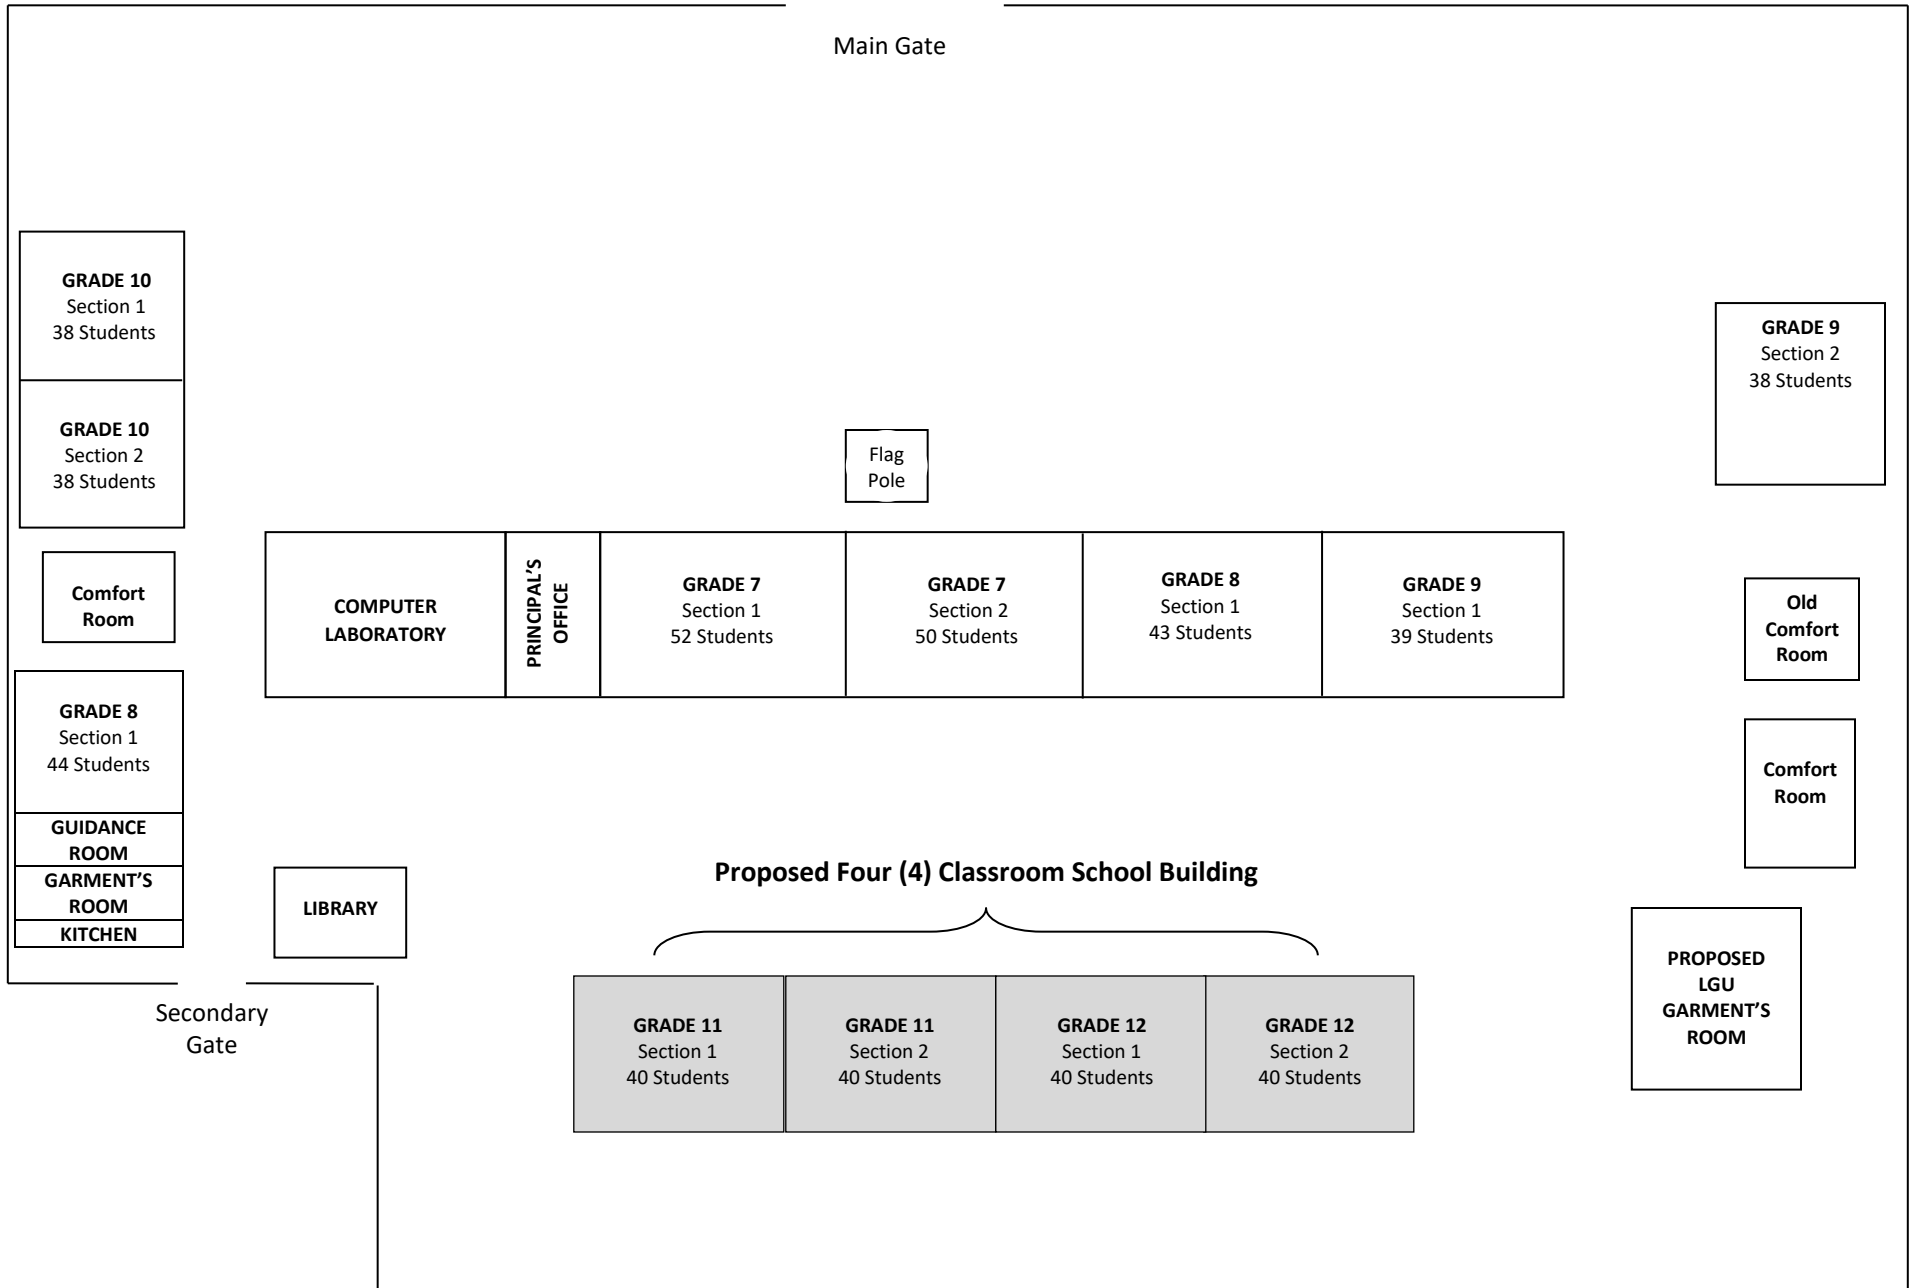 Main Gate
GRADE 10
Section 1
38 Students
GRADE 9
Section 2
38 Students
GRADE 10
Section 2
38 Students
Flag
Pole
Comfort
Room
COMPUTER
LABORATORY
PRINCIPAL’S
OFFICE
GRADE 7
Section 1
52 Students
GRADE 7
Section 2
50 Students
GRADE 8
Section 1
43 Students
GRADE 9
Section 1
39 Students
Old
Comfort
Room
GRADE 8
Section 1
44 Students
Comfort
Room
GUIDANCE
ROOM
GARMENT’S
ROOM
KITCHEN
LIBRARY
Proposed Four (4) Classroom School Building
PROPOSED
LGU
GARMENT’S
ROOM
Secondary
Gate
GRADE 11
Section 1
40 Students
GRADE 11
Section 2
40 Students
GRADE 12
Section 1
40 Students
GRADE 12
Section 2
40 Students